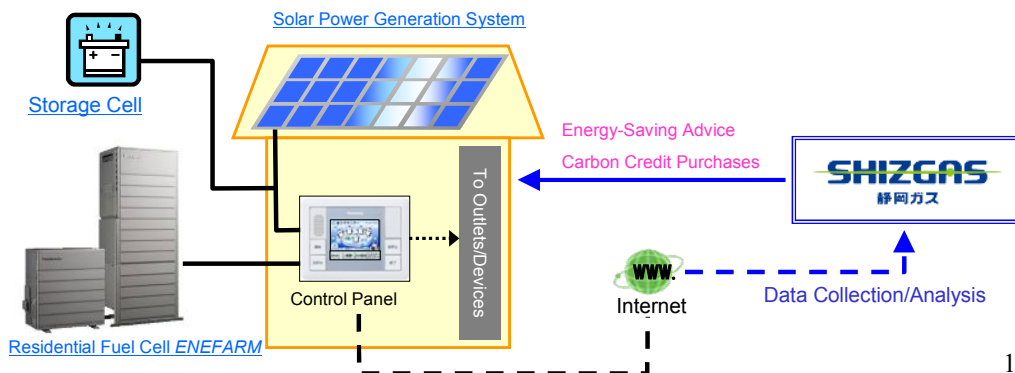 Solar Power Generation System
Storage Cell
Energy-Saving Advice
Carbon Credit Purchases
SHIZGAS
静岡ガス
To Outlets/Devices
Control Panel
WWW.
Internet
Data Collection/Analysis
Residential Fuel Cell ENEFARM
1